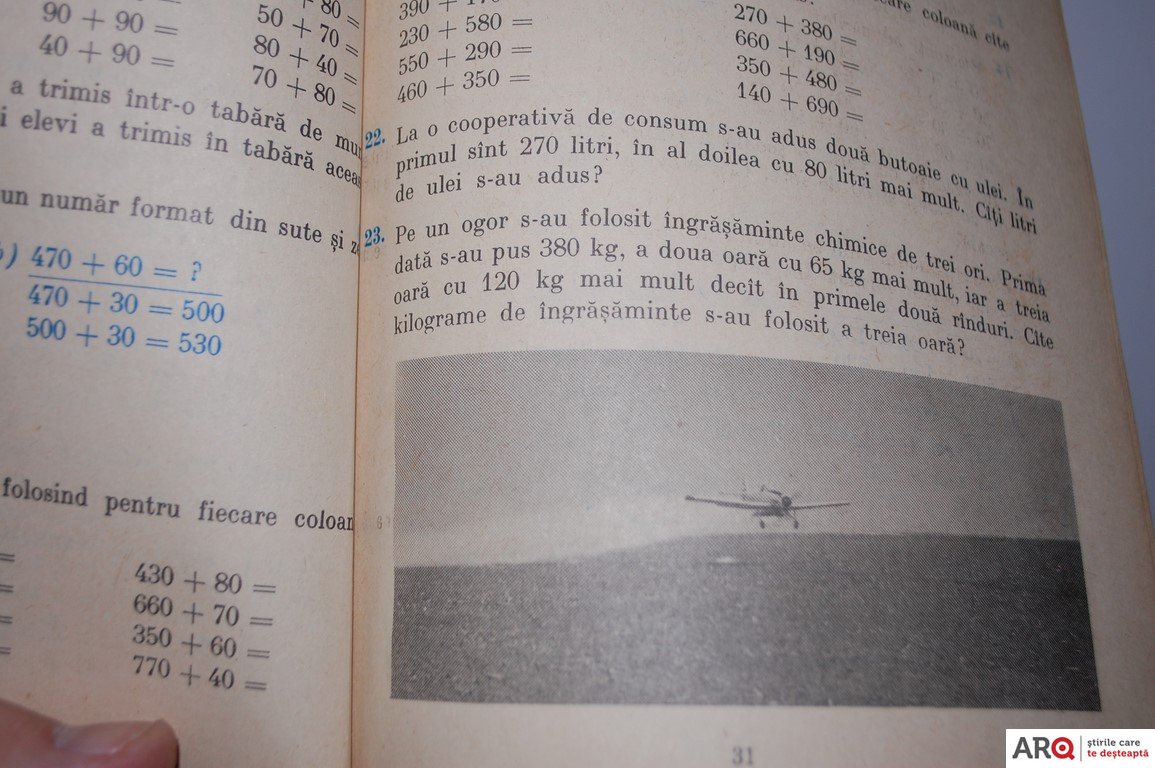 + 80 =
90 + 90 =
50 + 70 =
40 + 90 =
80 + 40 =
70 + 80 =
a trimis într-o tabără de
i elevi a trimis în tabără
un număr format din sute și
) 470 + 60 = ?
470 + 30 = 500
500 + 30 = 530
folosind pentru fiecare
=
430 + 80 =
=
660 + 70 =
=
350 + 60 =
=
770 + 40 =
coloană cîte
390 +
230 + 580 =
550 + 290 =
460 + 350 =
270 + 380 =
660 + 190 =
350 + 480 =
140 + 690 =
22. La o cooperativă de consum s-au adus două butoaie cu ulei. În
primul sînt 270 litri, în al doilea cu 80 litri mai mult. Cîți litri
de ulei s-au adus?
23. Pe un ogor s-au folosit îngrășăminte chimice de trei ori. Prima
dată s-au pus 380 kg, a doua oară cu 65 kg mai mult, iar a treia
oară cu 120 kg mai mult decît în primele două rînduri. Cîte
kilograme de îngrășăminte s-au folosit a treia oară?
31
ARQ știrile care
te deșteaptă